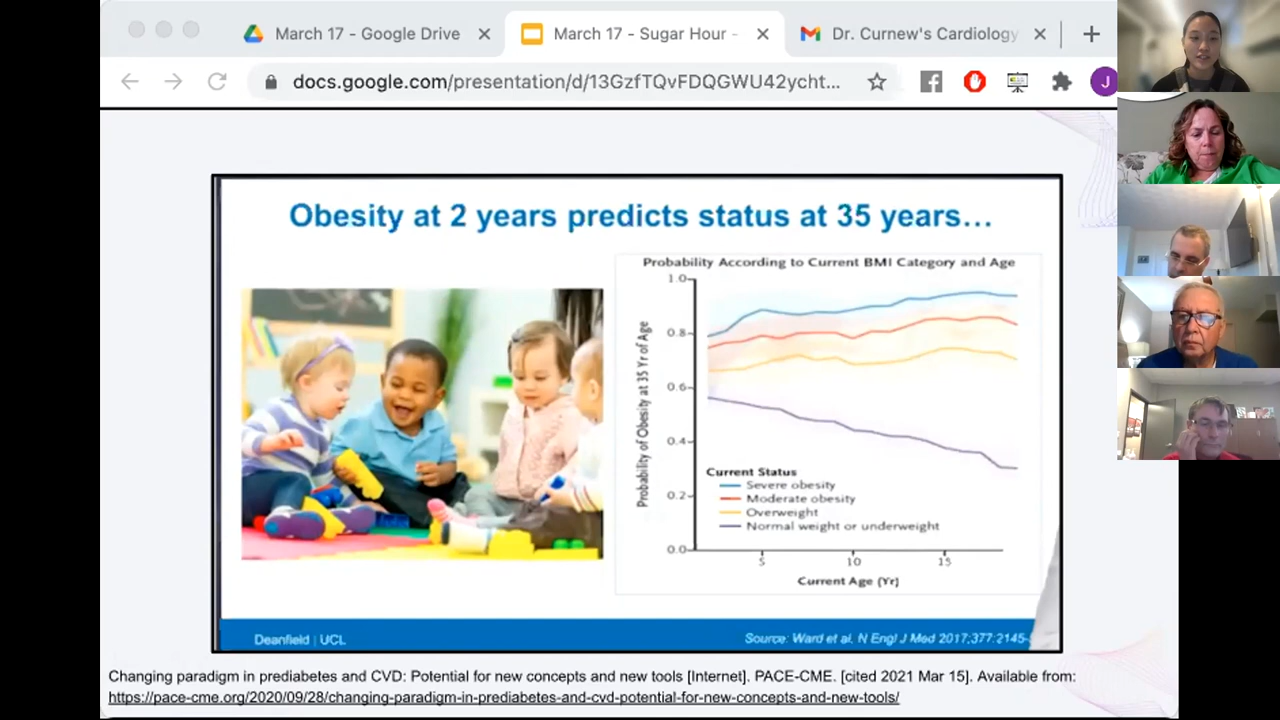 March 17 - Google Drive
March 17 - Sugar Hour -
Dr. Curnew's Cardiology
docs.google.com/presentation/d/13GzfTQvFDQGWU42ycht...
J
Obesity at 2 years predicts status at 35 years...
Probability According to Current BMI Category and Age
Probability of Obesity at 35 Yr of Age
1.0
0.8
0.6
0.4
0.2
0.0
Current Status
Severe obesity
Moderate obesity
Overweight
Normal weight or underweight
5
10
15
Current Age (Yr)
Deanfield | UCL
Source: Ward et al. N Engl J Med 2017;377:2145-
Changing paradigm in prediabetes and CVD: Potential for new concepts and new tools [Internet]. PACE-CME. [cited 2021 Mar 15]. Available from:
https://pace-cme.org/2020/09/28/changing-paradigm-in-prediabetes-and-cvd-potential-for-new-concepts-and-new-tools/